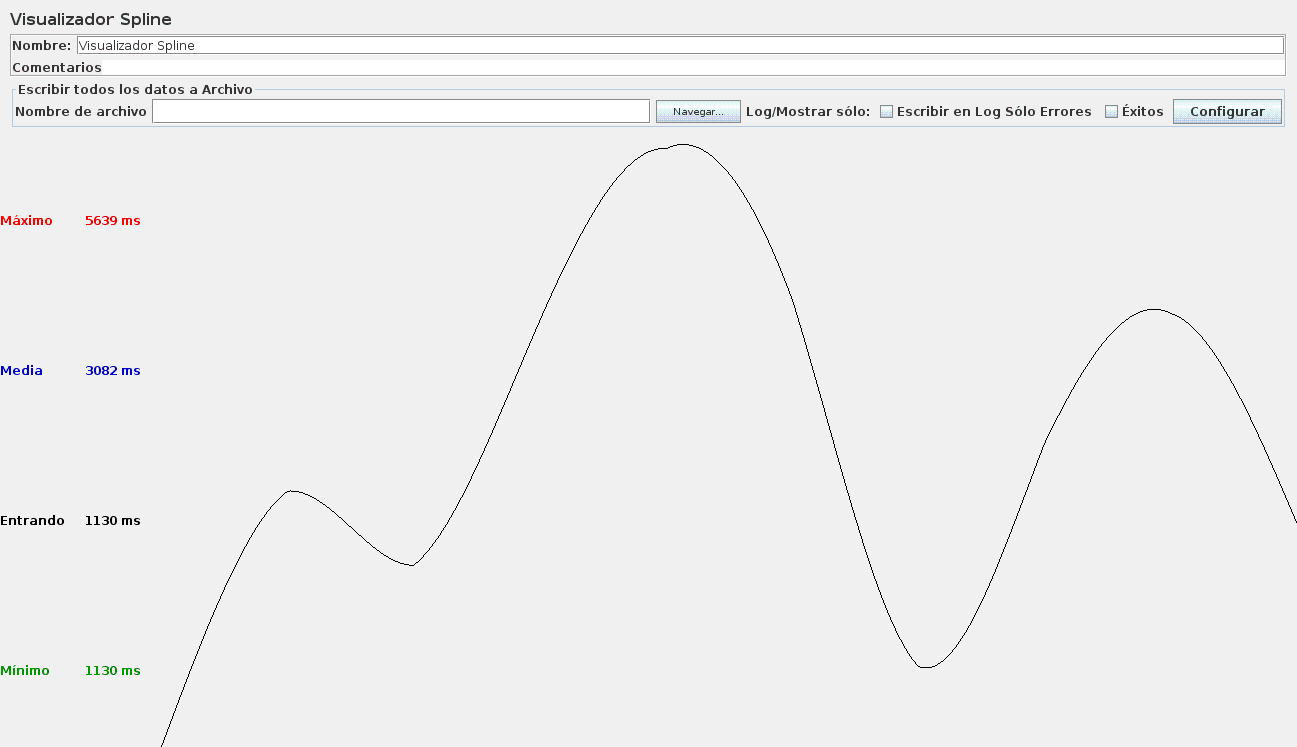 Visualizador Spline
Nombre: Visualizador Spline
Comentarios
Escribir todos los datos a Archivo
Nombre de archivo Navegar... Log/Mostrar sólo: Escribir en Log Sólo Errores Éxitos Configurar
Máximo 5639 ms
Media 3082 ms
Entrando 1130 ms
Mínimo 1130 ms